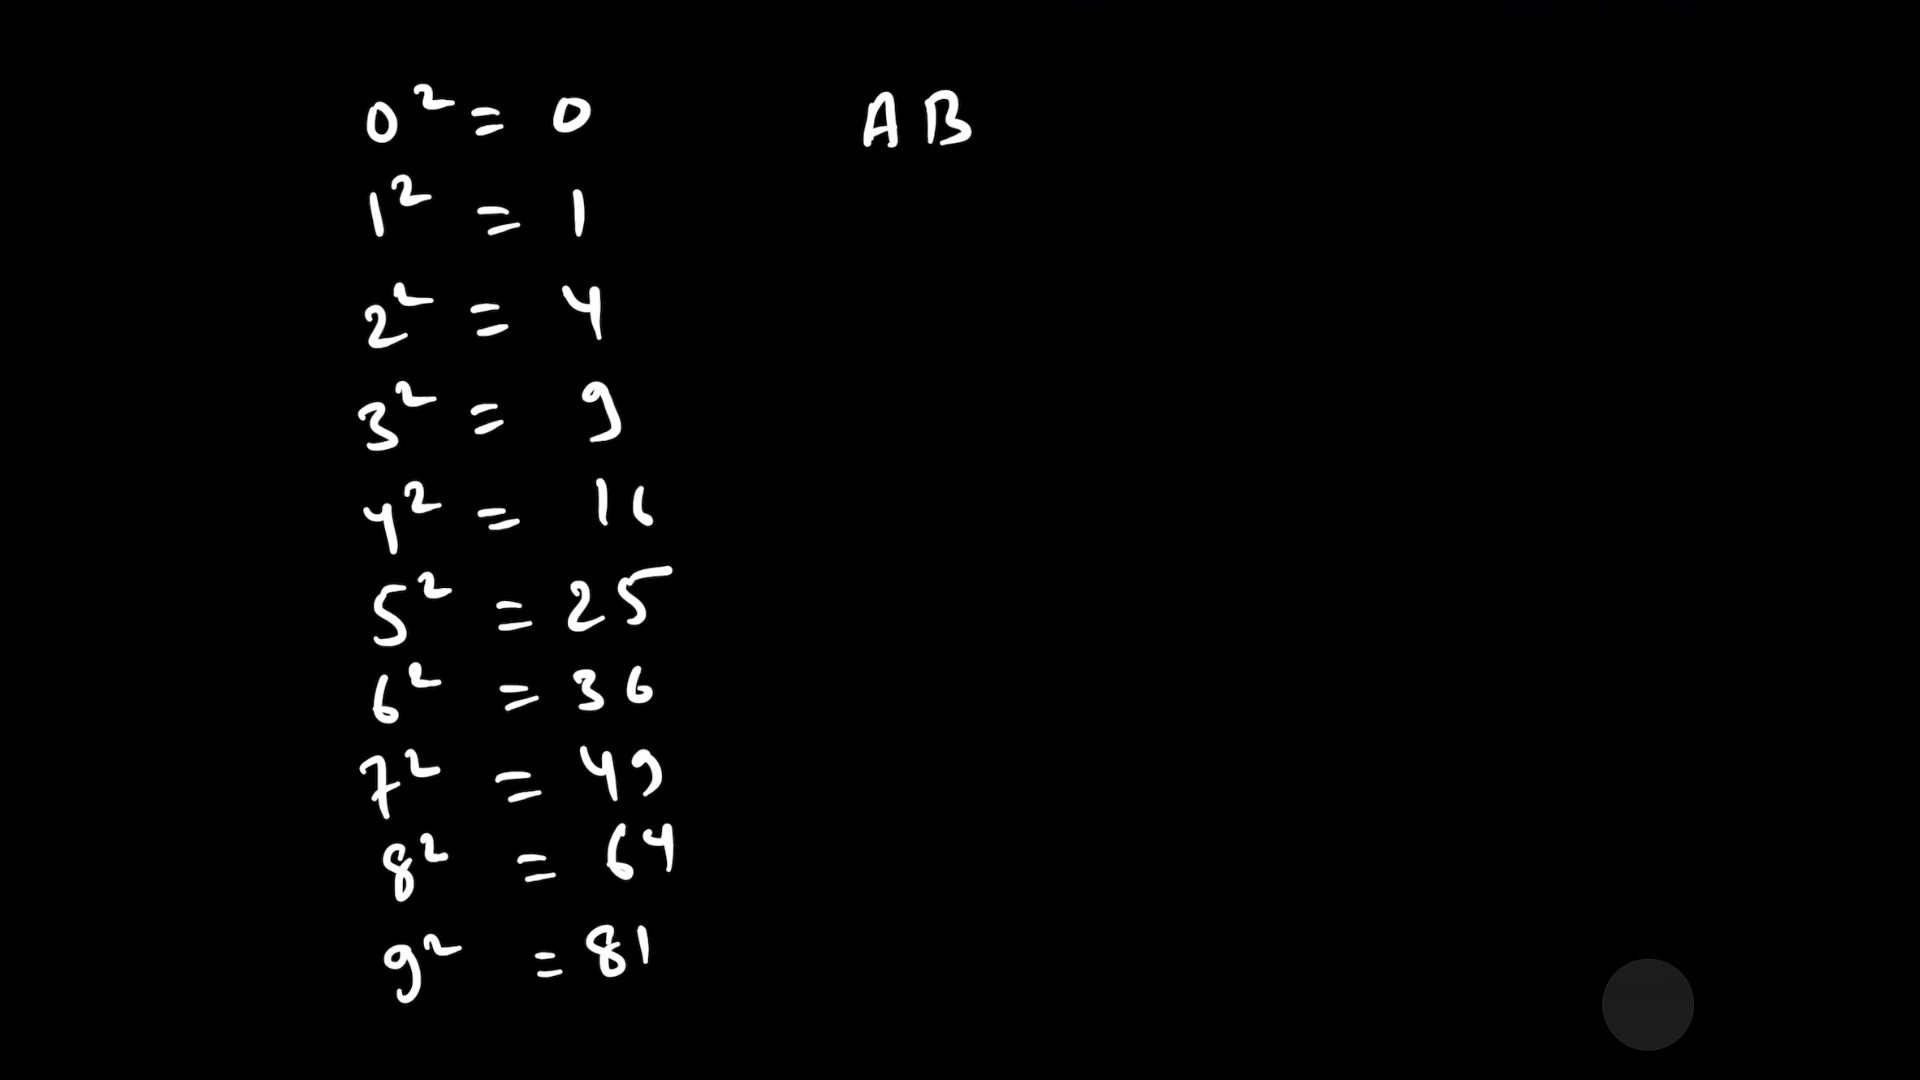 0² = 0
AB
1² = 1
2² = 4
3² = 9
4² = 16
5² = 25
6² = 36
7² = 49
8² = 64
9² = 81